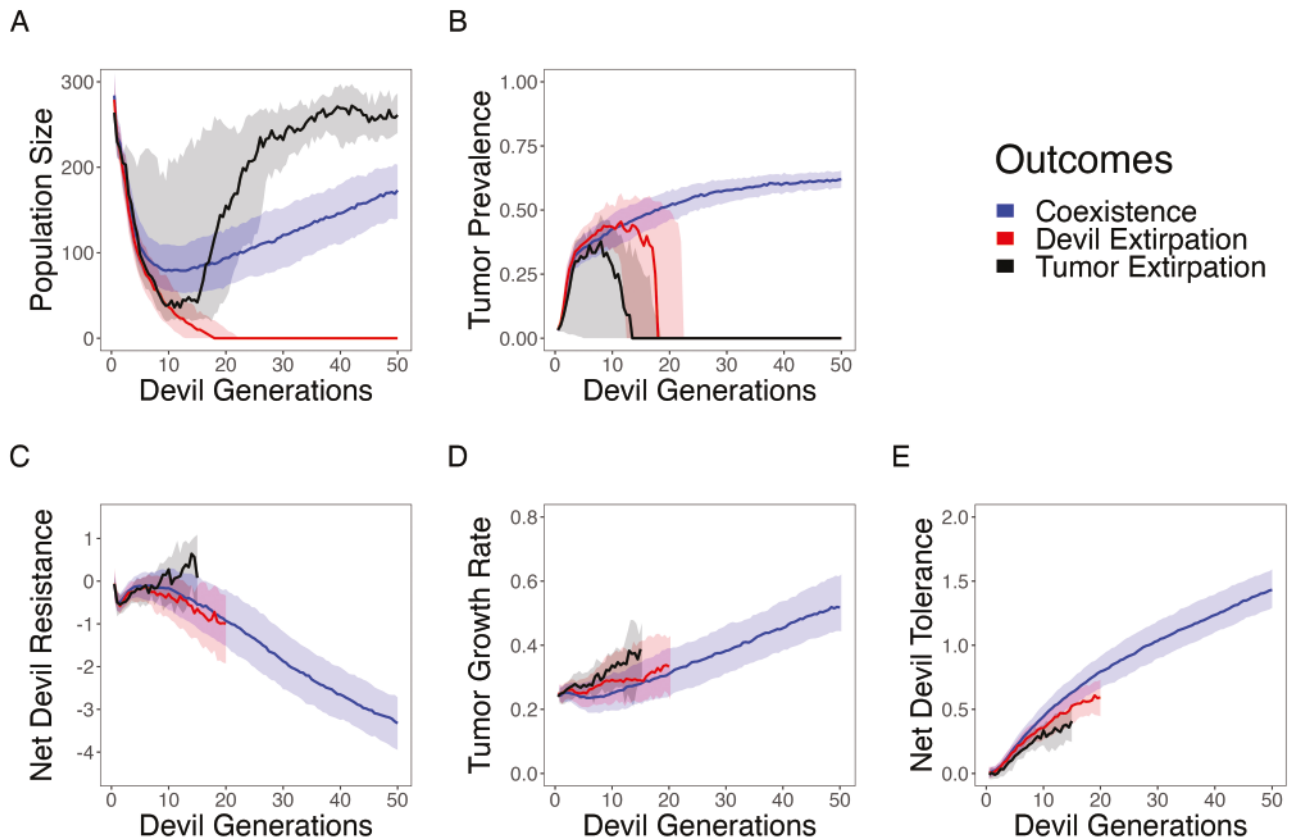 A
Population Size
300
200
100
0
0 10 20 30 40 50
Devil Generations
B
Tumor Prevalence
1.00
0.75
0.50
0.25
0.00
0 10 20 30 40 50
Devil Generations
Outcomes
Coexistence
Devil Extirpation
Tumor Extirpation
C
Net Devil Resistance
1
0
-1
-2
-3
-4
0 10 20 30 40 50
Devil Generations
D
Tumor Growth Rate
0.8
0.6
0.4
0.2
0.0
0 10 20 30 40 50
Devil Generations
E
Net Devil Tolerance
2.0
1.5
1.0
0.5
0.0
0 10 20 30 40 50
Devil Generations